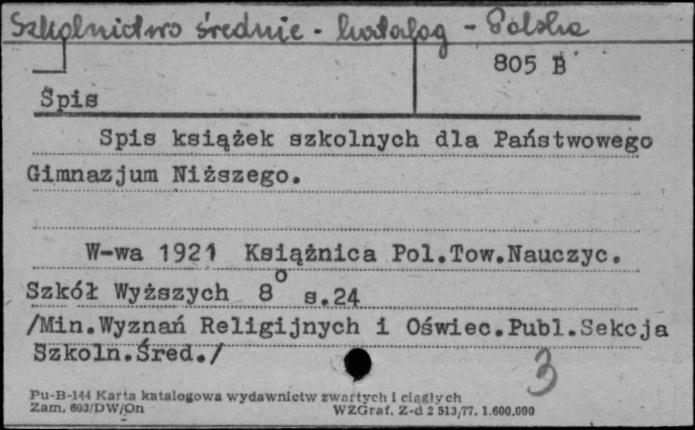 Szkolnictwo średnie - katalog - Polska
805 B
Spis
Spis książek szkolnych dla Państwowego
Gimnazjum Niższego.
W-wa 1921 Książnica Pol.Tow.Nauczyc.
Szkół Wyższych 8° s.24
/Min.Wyznań Religijnych i Oświec.Publ.Sekcja
Szkoln.Śred./
3
Pu-B-144 Karta katalogowa wydawnictw zwartych i ciągłych
Zam. 603/DW/On WZGraf. Z-d 2 513/77. 1.600.000